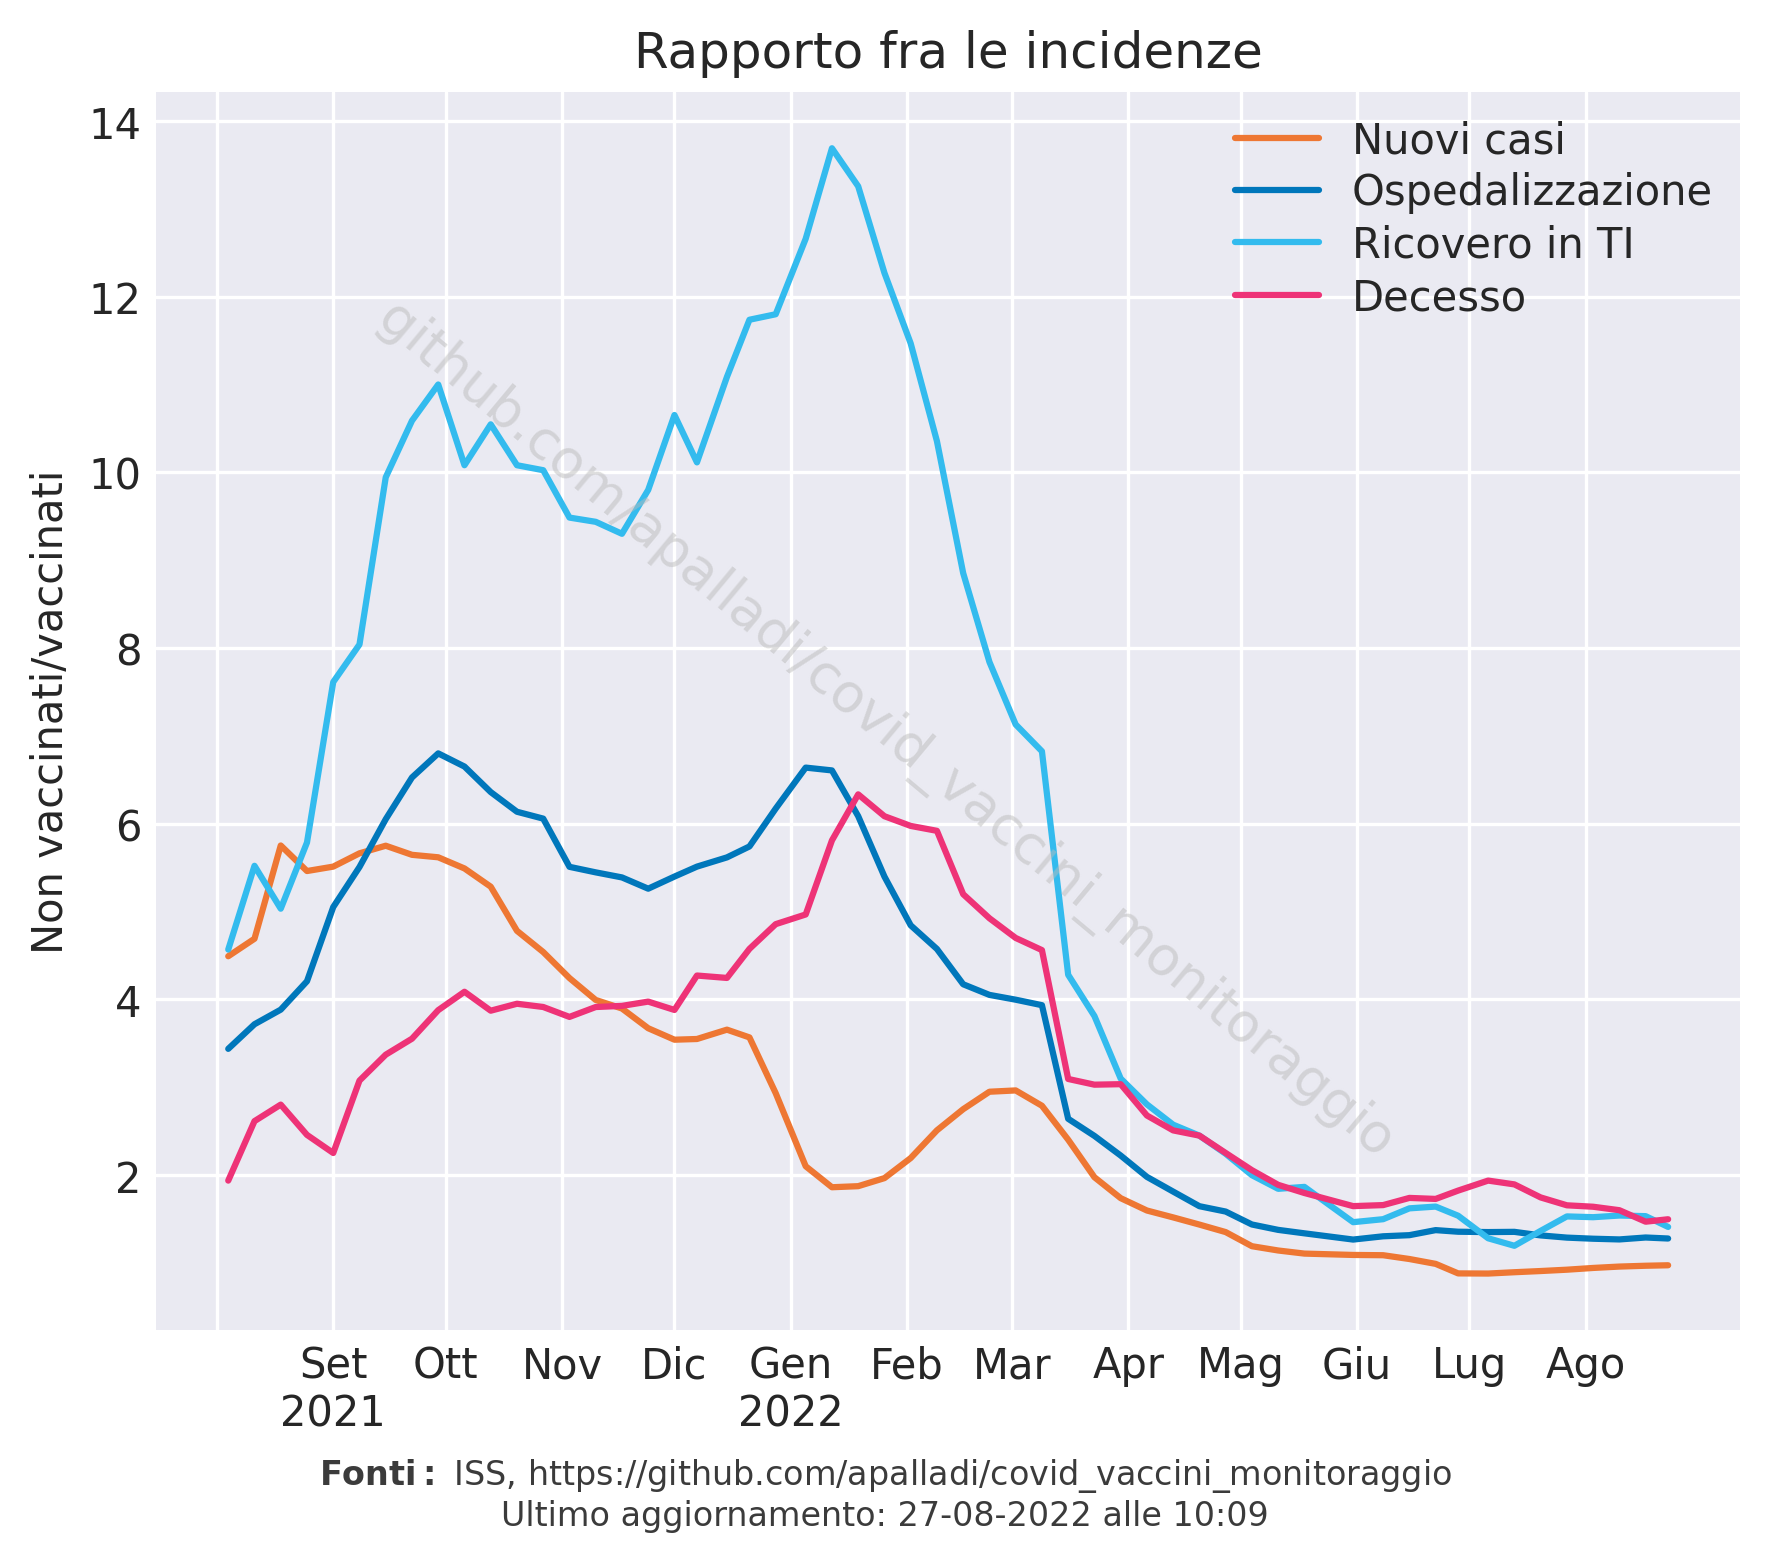 Rapporto fra le incidenze
14
12
10
8
6
4
2
Non vaccinati/vaccinati
Nuovi casi
Ospedalizzazione
Ricovero in TI
Decesso
github.com/apalladi/covid_vaccini_monitoraggio
Set Ott Nov Dic Gen Feb Mar Apr Mag Giu Lug Ago
2021 2022
Fonti: ISS, https://github.com/apalladi/covid_vaccini_monitoraggio
Ultimo aggiornamento: 27-08-2022 alle 10:09